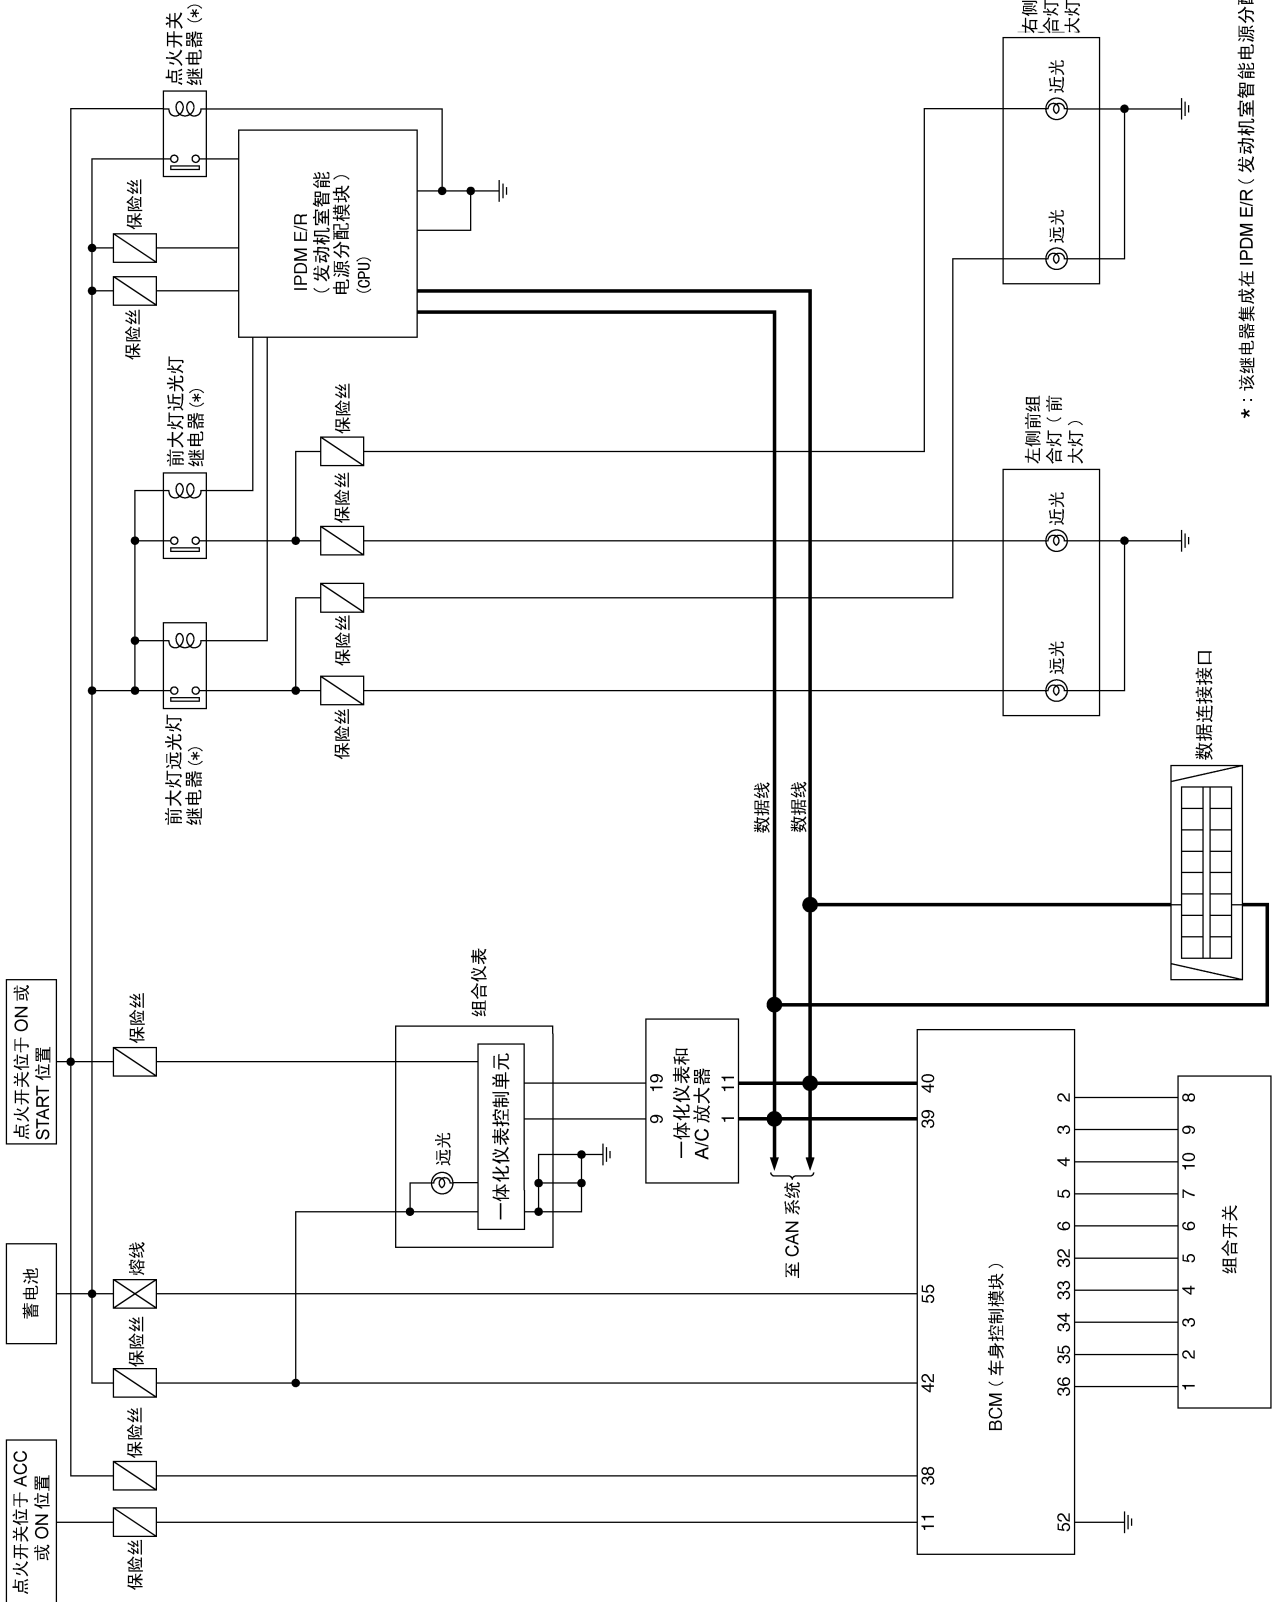 点火开关位于 ACC
或 ON 位置
蓄电池
点火开关位于 ON 或
START 位置
保险丝
保险丝
保险丝
熔线
保险丝
前大灯远光灯
继电器(*)
前大灯近光灯
继电器(*)
保险丝
保险丝
点火开关
继电器(*)
保险丝
保险丝
保险丝
保险丝
IPDM E/R
(发动机室智能
电源分配模块)
(CPU)
组合仪表
远光
一体化仪表控制单元
9
19
一体化仪表和
A/C 放大器
1
11
数据线
数据线
至 CAN 系统
11
38
42
55
39
40
BCM(车身控制模块)
52
36
35
34
33
32
6
5
4
3
2
1
2
3
4
5
6
7
10
9
8
组合开关
左侧前组
合灯(前
大灯)
远光
近光
右侧
合灯
大灯
远光
近光
数据连接接口
*:该继电器集成在 IPDM E/R(发动机室智能电源分